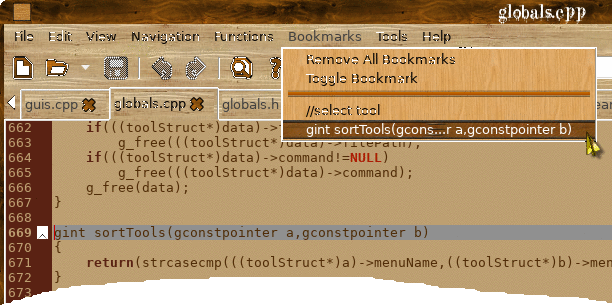 globals.cpp
File Edit View Navigation Functions Bookmarks Tools Help
Remove All Bookmarks
Toggle Bookmark
//select tool
gint sortTools(gcons...r a,gconstpointer b)
guis.cpp globals.cpp globals.h
662 if(((toolStruct*)data)->
663 g_free(((toolStruct*)data)->filePath);
664 if(((toolStruct*)data)->command!=NULL)
665 g_free(((toolStruct*)data)->command);
666 g_free(data);
667 }
668
669 gint sortTools(gconstpointer a,gconstpointer b)
670 {
671 return(strcasecmp(((toolStruct*)a)->menuName,((toolStruct*)b)->men
672 }
673